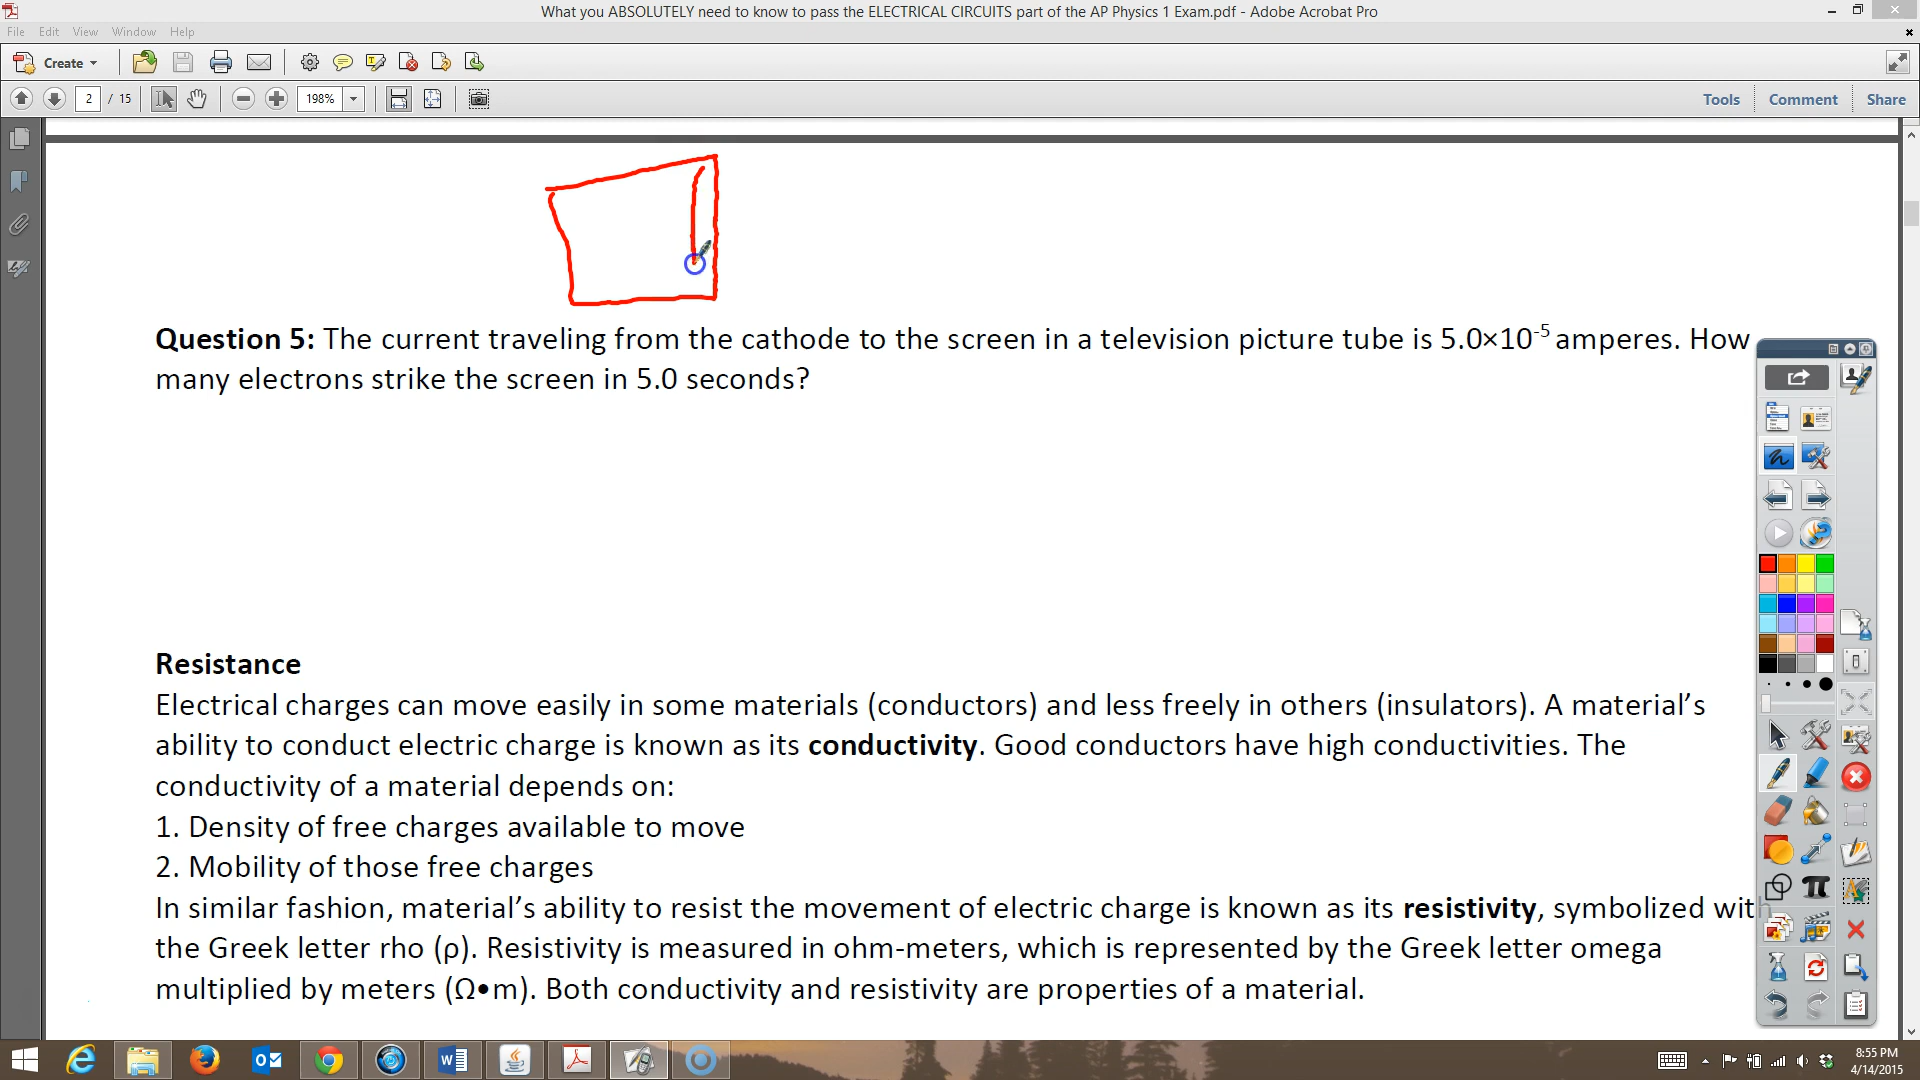 What you ABSOLUTELY need to know to pass the ELECTRICAL CIRCUITS part of the AP Physics 1 Exam.pdf - Adobe Acrobat Pro
File Edit View Window Help
Create
2 / 15 198% Tools Comment Share
Question 5: The current traveling from the cathode to the screen in a television picture tube is 5.0×10⁻⁵ amperes. How
many electrons strike the screen in 5.0 seconds?
Resistance
Electrical charges can move easily in some materials (conductors) and less freely in others (insulators). A material’s
ability to conduct electric charge is known as its conductivity. Good conductors have high conductivities. The
conductivity of a material depends on:
1. Density of free charges available to move
2. Mobility of those free charges
In similar fashion, material’s ability to resist the movement of electric charge is known as its resistivity, symbolized with
the Greek letter rho (ρ). Resistivity is measured in ohm-meters, which is represented by the Greek letter omega
multiplied by meters (Ω•m). Both conductivity and resistivity are properties of a material.
8:55 PM
4/14/2015